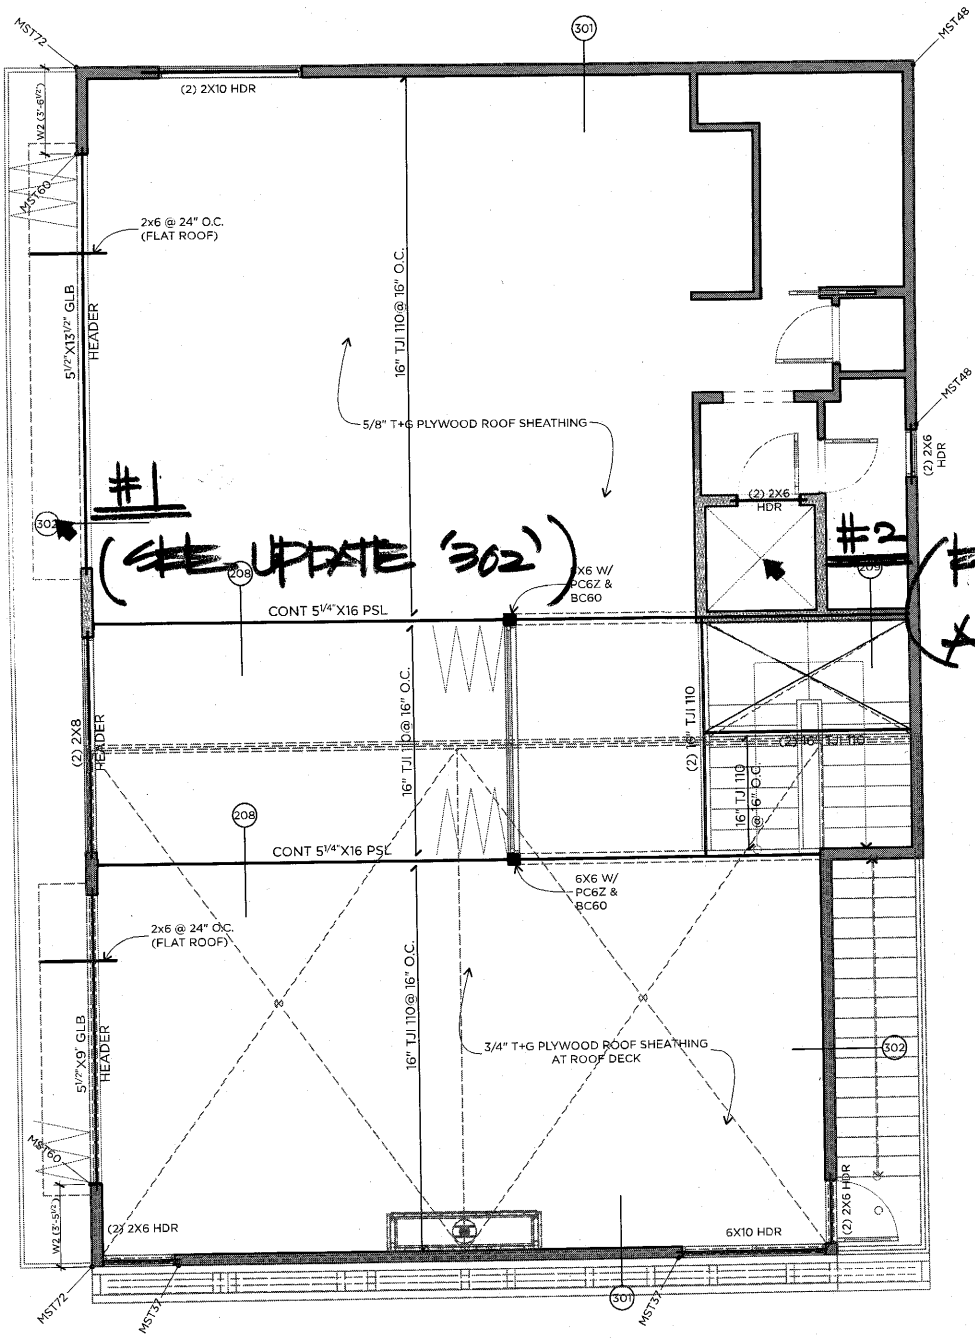 MST72
301
MST48
(2) 2X10 HDR
W2 (3'-6½")
MST60
2x6 @ 24" O.C.
(FLAT ROOF)
5½"X13½" GLB
HEADER
16" TJI 110@ 16" O.C.
MST48
5/8" T+G PLYWOOD ROOF SHEATHING
(2) 2X6
HDR
#1
(2) 2X6
HDR
302
(SEE UPDATE '302')
#2
208
209
6X6 W/
PC6Z &
BC60
CONT 5¼"X16 PSL
(2) 2X8
HEADER
16" TJI 110@ 16" O.C.
(2) 16" TJI 110
(2) 16" TJI 110
16" TJI 110
@ 16" O.C.
208
CONT 5¼"X16 PSL
6X6 W/
PC6Z &
BC60
2x6 @ 24" O.C.
(FLAT ROOF)
16" TJI 110@ 16" O.C.
5½"X9" GLB
HEADER
3/4" T+G PLYWOOD ROOF SHEATHING
AT ROOF DECK
302
MST60
W2 (3'-5½")
(2) 2X6 HDR
6X10 HDR
(2) 2X6 HDR
MST72
MST37
301
MST37